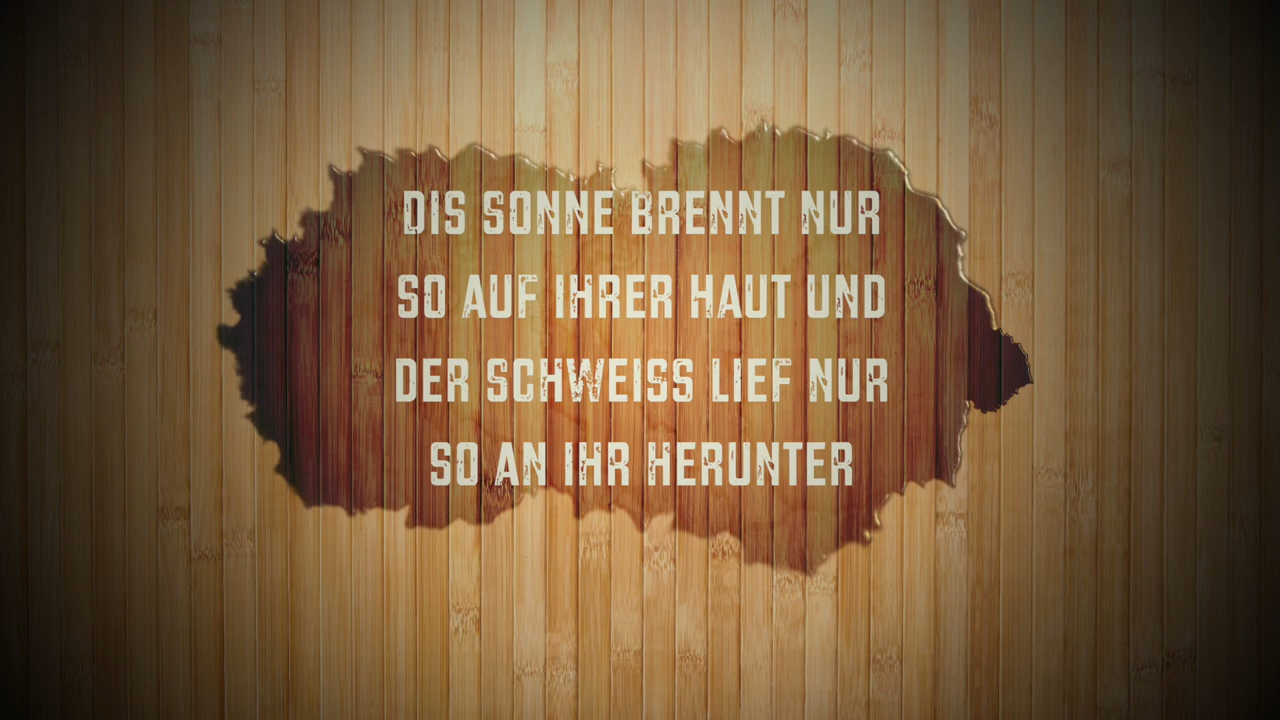 DIS SONNE BRENNT NUR
SO AUF IHRER HAUT UND
DER SCHWEISS LIEF NUR
SO AN IHR HERUNTER